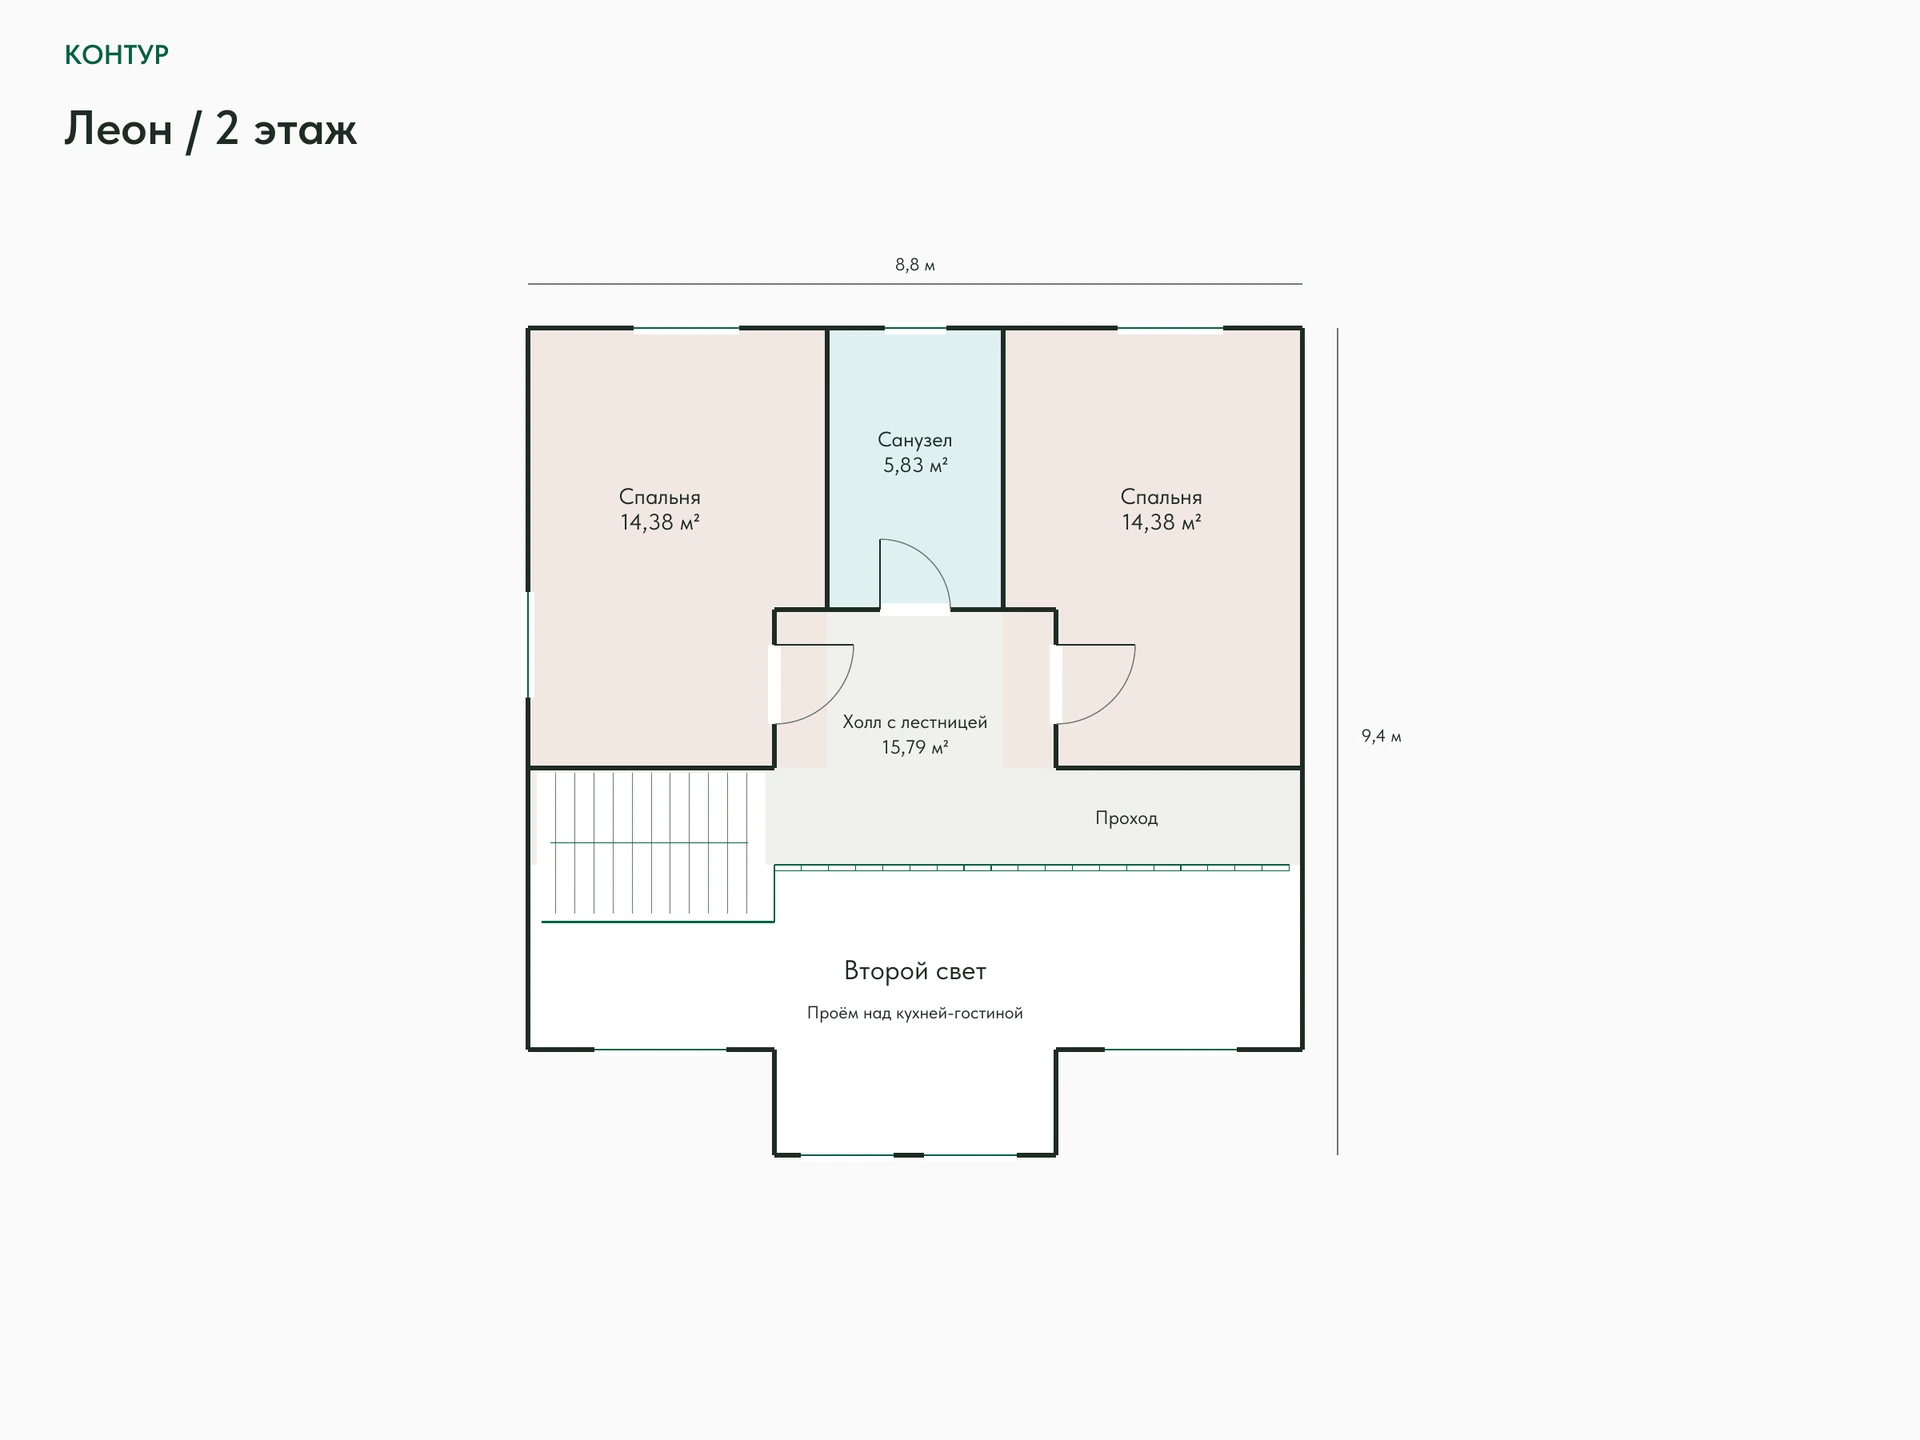 КОНТУР
Леон / 2 этаж
8,8 м
Санузел
5,83 м²
Спальня
14,38 м²
Спальня
14,38 м²
Холл с лестницей
15,79 м²
9,4 м
Проход
Второй свет
Проём над кухней-гостиной